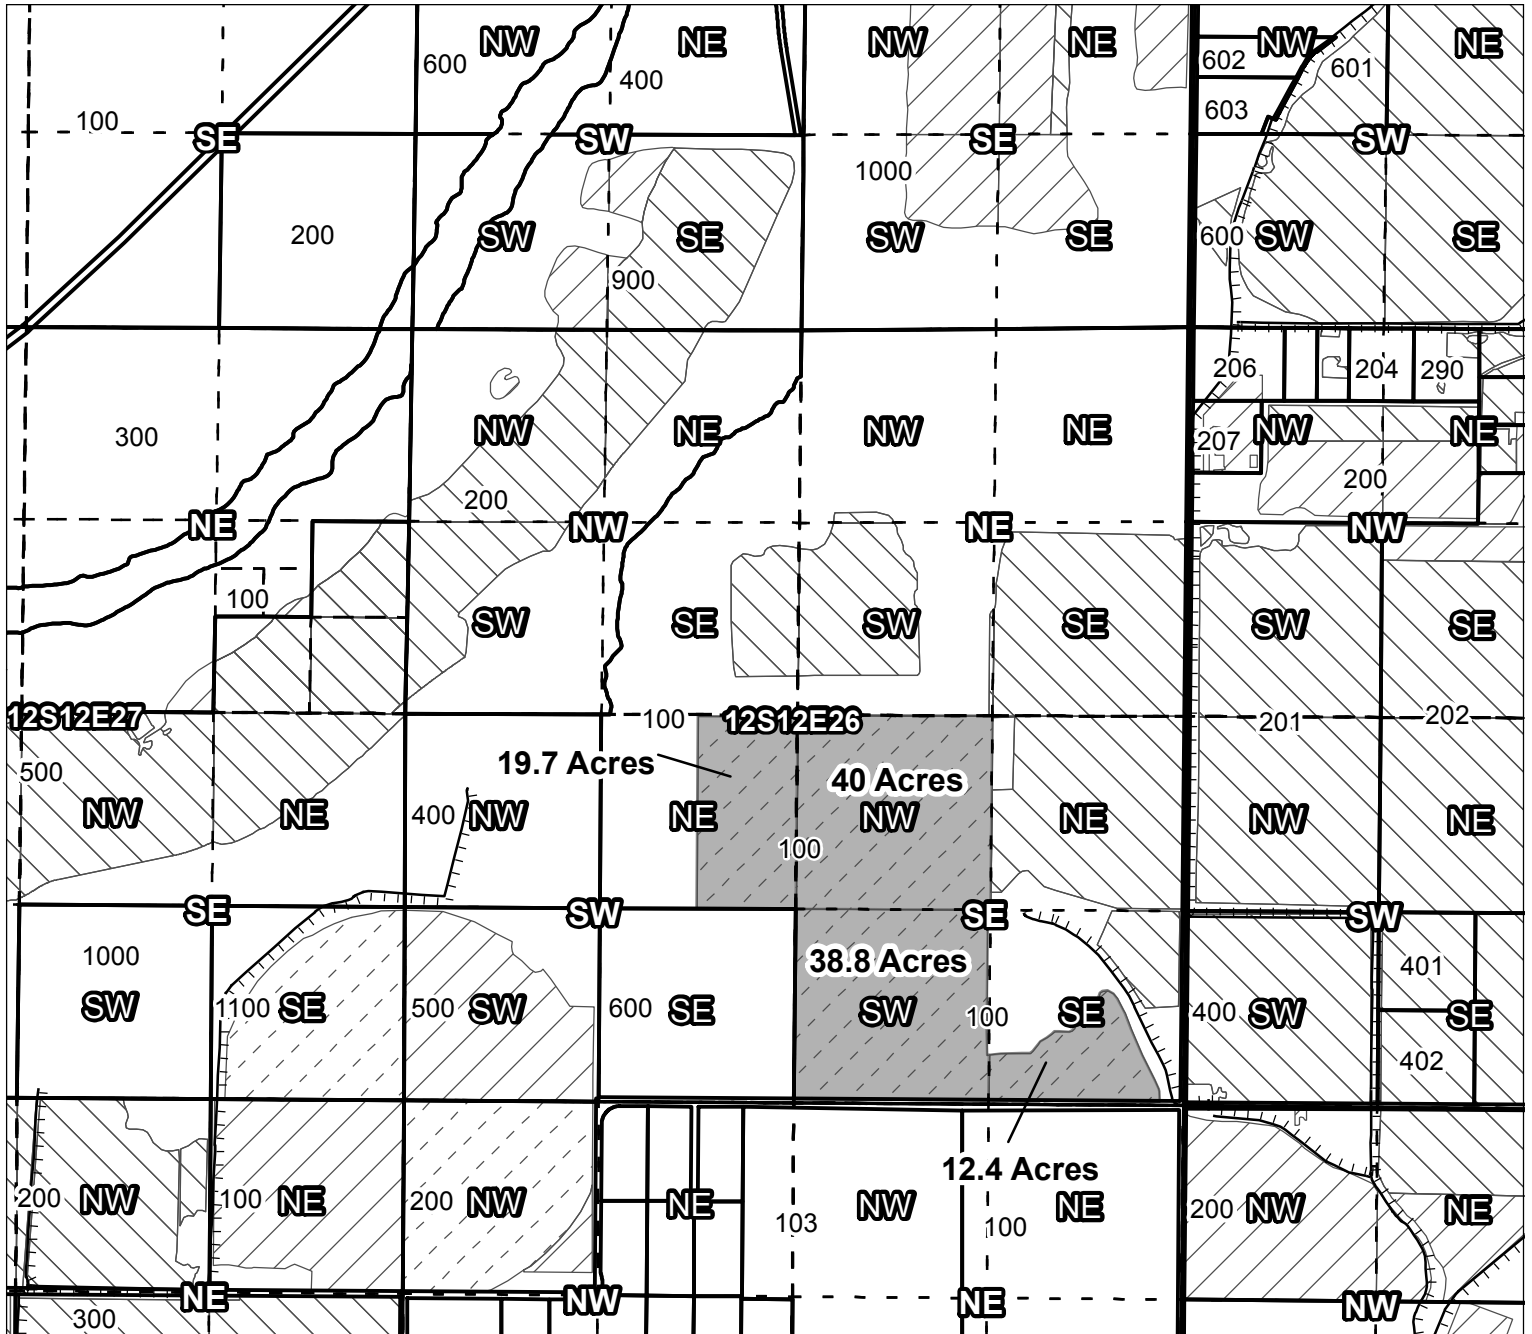 NW
NE
NW
NE
NW
NE
600
400
602
601
603
100
SE
SW
SE
SW
1000
200
SW
SE
SW
SE
600
SW
SE
900
206
204
290
300
NW
NE
NW
NE
207
NW
NE
200
200
NE
NW
NE
NW
100
SW
SE
SW
SE
SW
SE
12S12E27
100
12S12E26
201
202
500
19.7 Acres
40 Acres
NW
NE
400
NW
NE
NW
NE
NW
NE
100
SE
SW
SE
SW
1000
38.8 Acres
401
SW
1100
SE
500
SW
600
SE
SW
100
SE
400
SW
SE
402
12.4 Acres
200
NW
100
NE
200
NW
NE
103
NW
100
NE
200
NW
NE
NE
NW
NE
NW
300